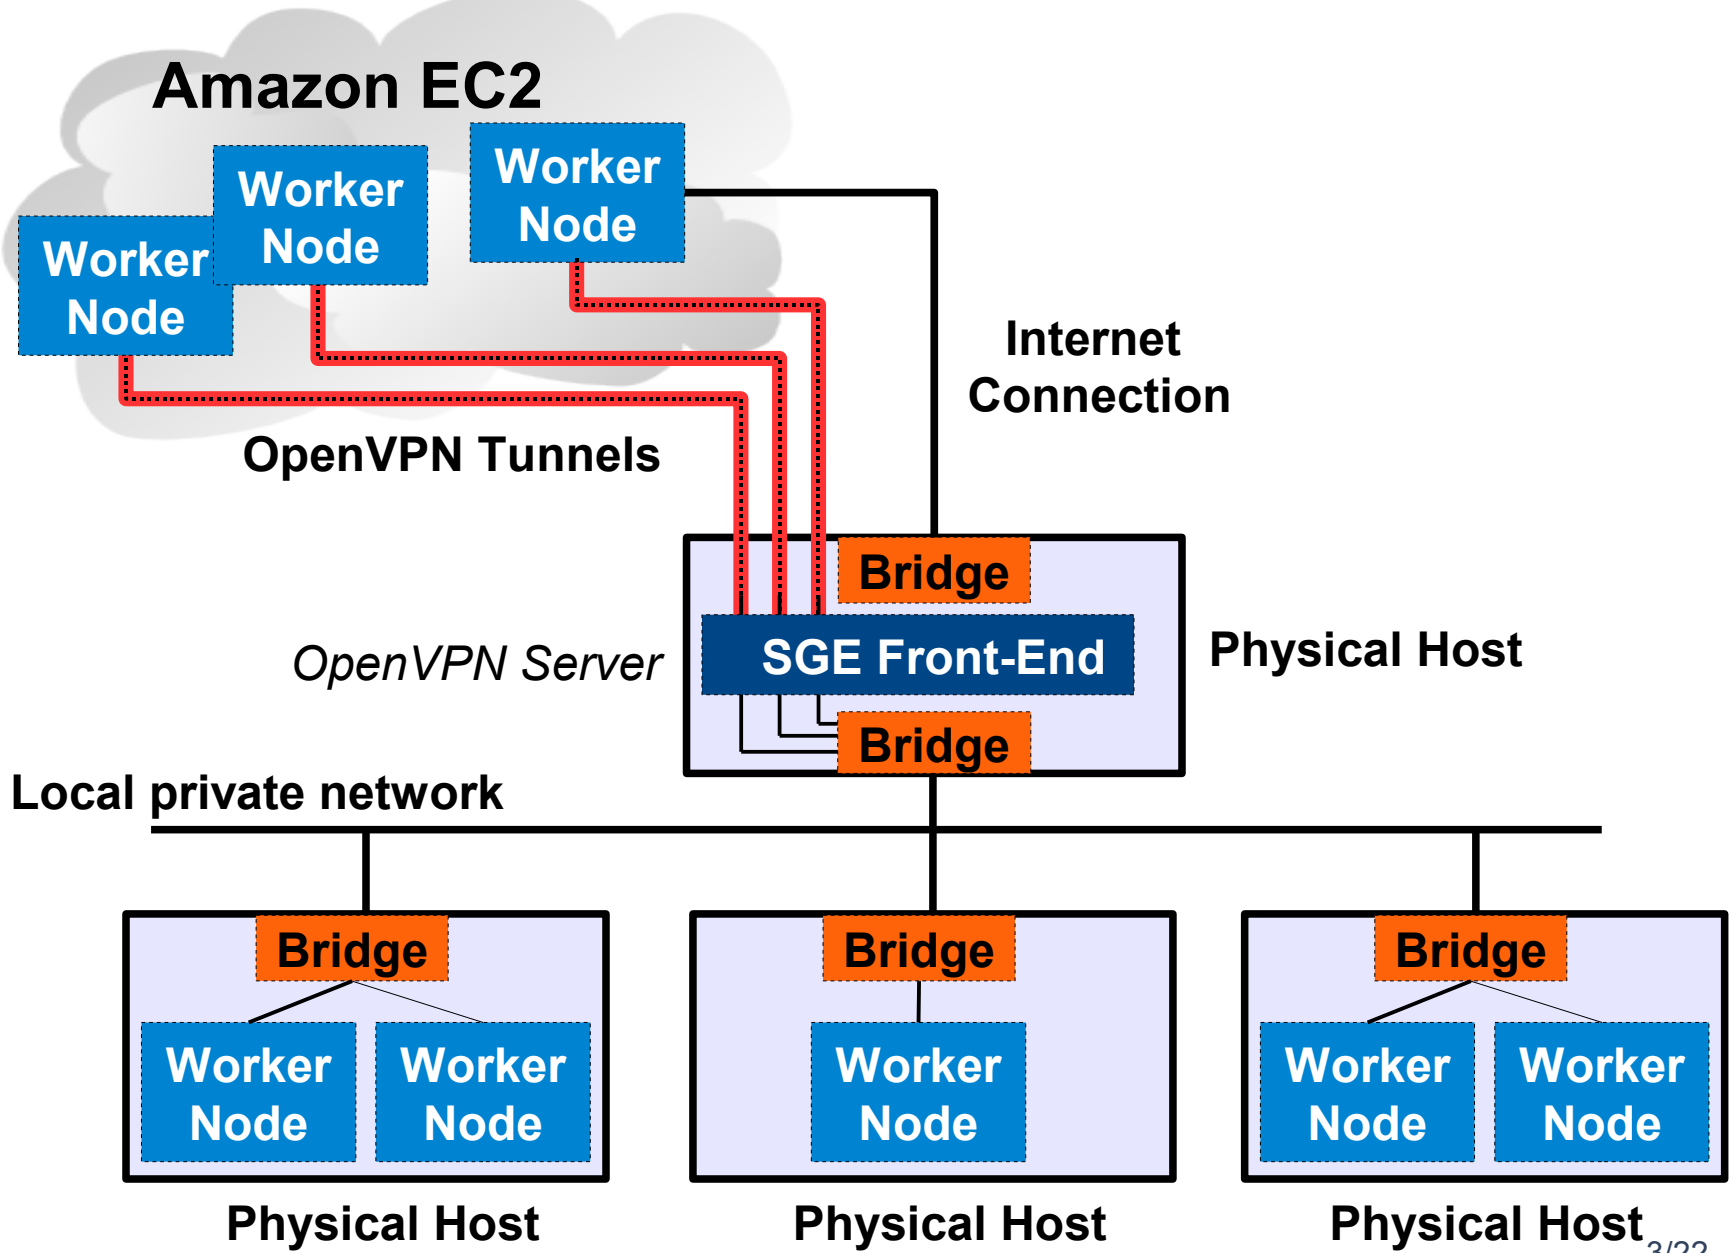 Amazon EC2
Worker
Node
Worker
Node
Worker
Node
Internet
Connection
OpenVPN Tunnels
Bridge
OpenVPN Server
SGE Front-End
Physical Host
Bridge
Local private network
Bridge
Worker
Node
Worker
Node
Physical Host
Bridge
Worker
Node
Physical Host
Bridge
Worker
Node
Worker
Node
Physical Host
3/22